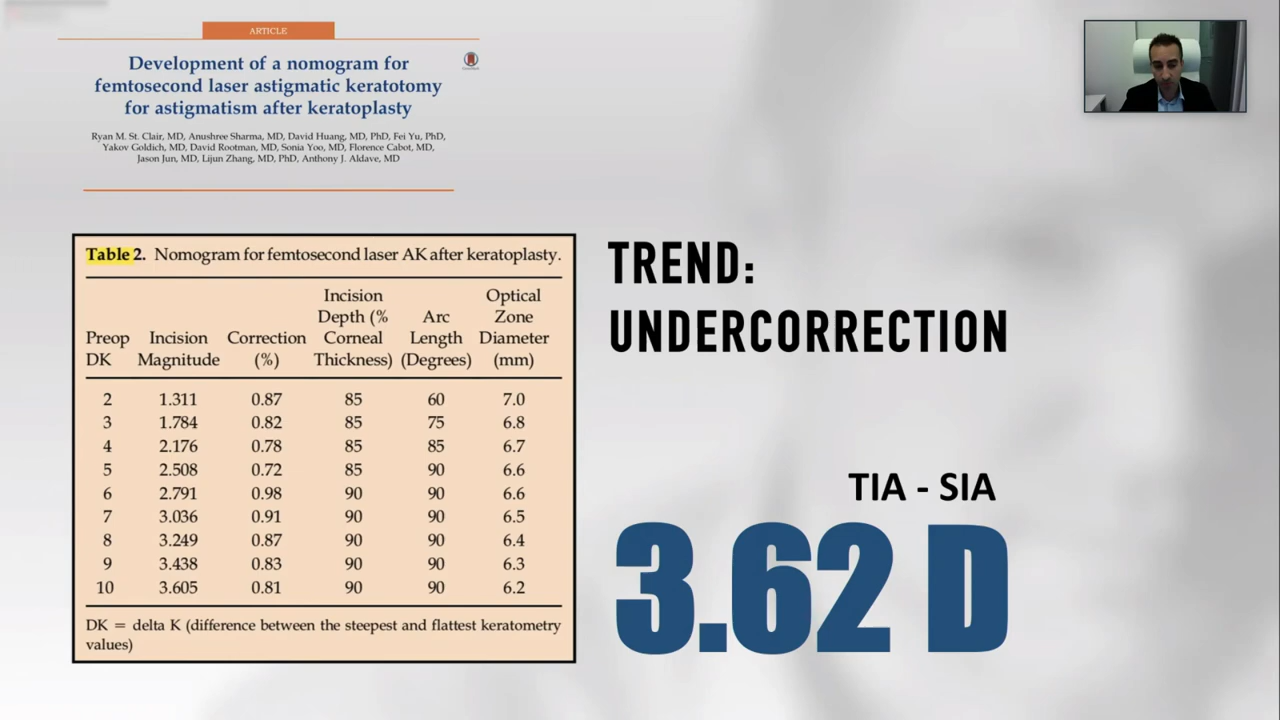 ARTICLE
Development of a nomogram for
femtosecond laser astigmatic keratotomy
for astigmatism after keratoplasty
Ryan M. St. Clair, MD, Anushree Sharma, MD, David Huang, MD, PhD, Fei Yu, PhD,
Yakov Goldich, MD, David Rootman, MD, Sonia Yoo, MD, Florence Cabot, MD,
Jason Jun, MD, Lijun Zhang, MD, PhD, Anthony J. Aldave, MD
Table 2. Nomogram for femtosecond laser AK after keratoplasty.
Incision
Depth (% Optical
Corneal Arc Zone
Preop Incision Correction Thickness) Length Diameter
DK Magnitude (%) (Degrees) (mm)
2 1.311 0.87 85 60 7.0
3 1.784 0.82 85 75 6.8
4 2.176 0.78 85 85 6.7
5 2.508 0.72 85 90 6.6
6 2.791 0.98 90 90 6.6
7 3.036 0.91 90 90 6.5
8 3.249 0.87 90 90 6.4
9 3.438 0.83 90 90 6.3
10 3.605 0.81 90 90 6.2
DK = delta K (difference between the steepest and flattest keratometry
values)
TREND:
UNDERCORRECTION
TIA - SIA
3.62 D